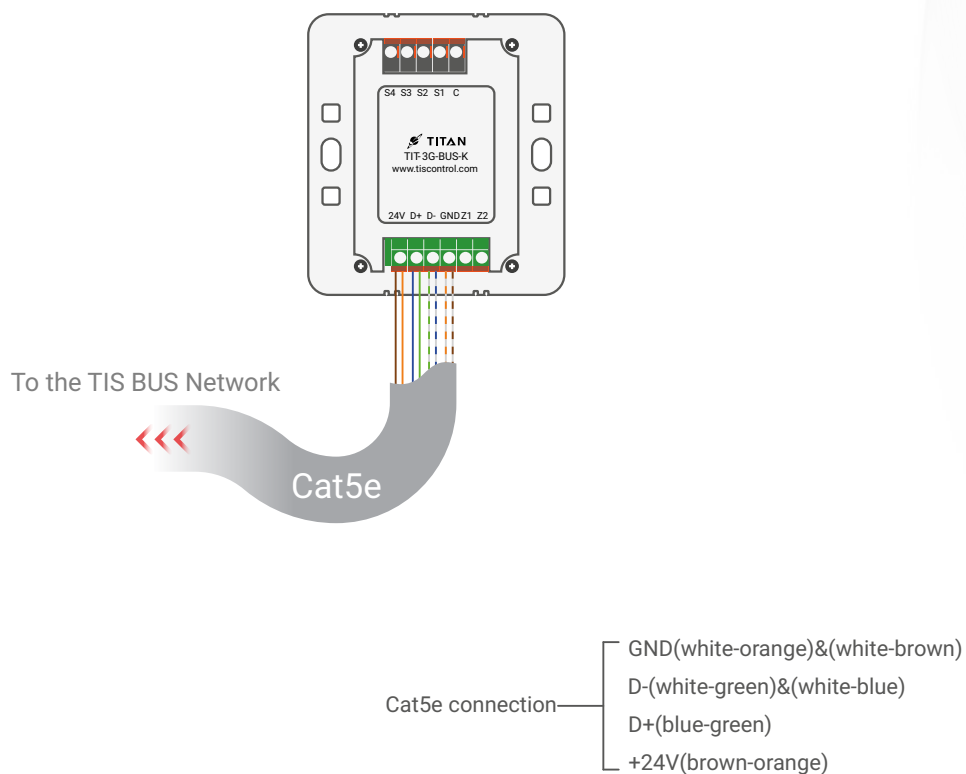 S4 S3 S2 S1 C
TITAN
TIT-3G-BUS-K
www.tiscontrol.com
24V D+ D- GND Z1 Z2
To the TIS BUS Network
Cat5e
GND(white-orange)&(white-brown)
D-(white-green)&(white-blue)
Cat5e connection
D+(blue-green)
+24V(brown-orange)